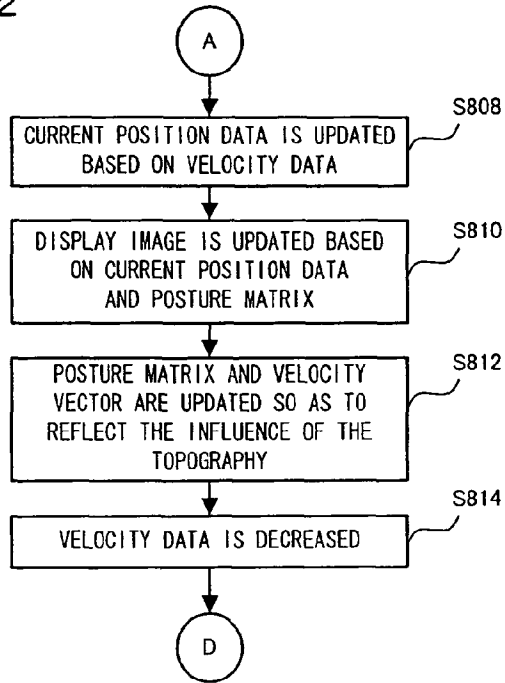 2
A
S808
CURRENT POSITION DATA IS UPDATED
BASED ON VELOCITY DATA
S810
DISPLAY IMAGE IS UPDATED BASED
ON CURRENT POSITION DATA
AND POSTURE MATRIX
S812
POSTURE MATRIX AND VELOCITY
VECTOR ARE UPDATED SO AS TO
REFLECT THE INFLUENCE OF THE
TOPOGRAPHY
S814
VELOCITY DATA IS DECREASED
D